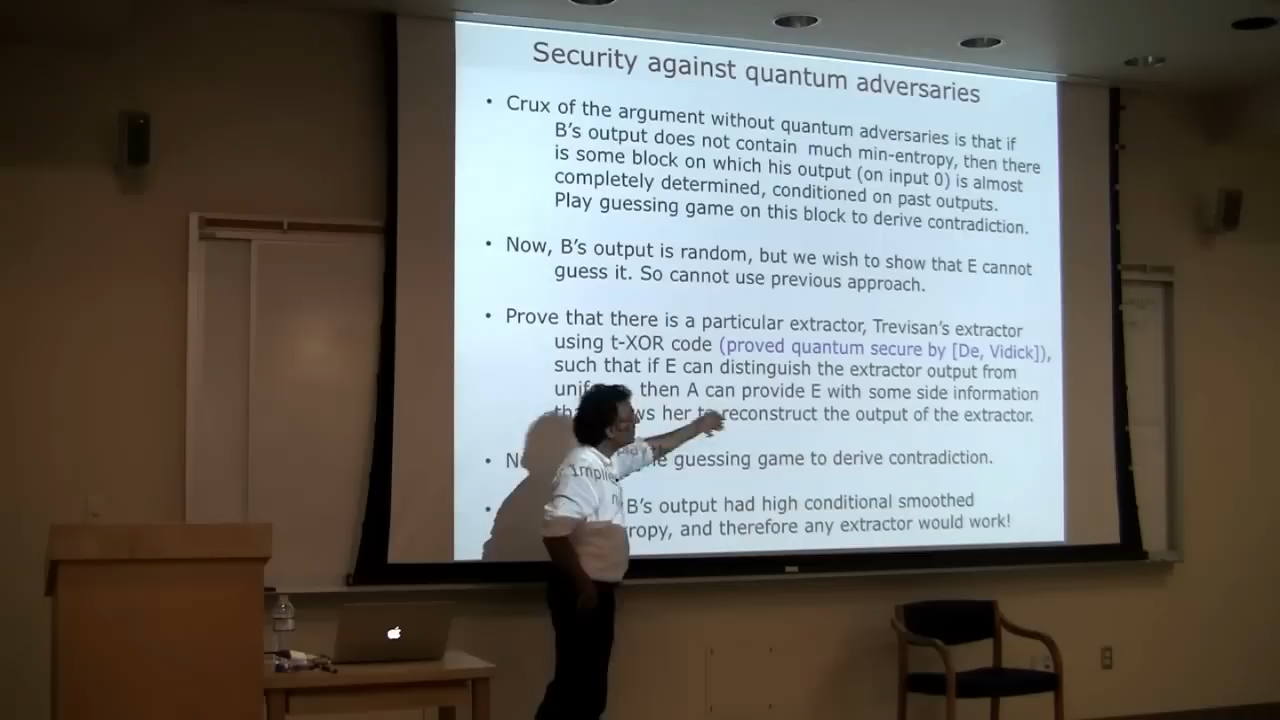 Security against quantum adversaries
• Crux of the argument without quantum adversaries is that if
B's output does not contain much min-entropy, then there
is some block on which his output (on input 0) is almost
completely determined, conditioned on past outputs.
Play guessing game on this block to derive contradiction.
• Now, B's output is random, but we wish to show that E cannot
guess it. So cannot use previous approach.
• Prove that there is a particular extractor, Trevisan's extractor
using t-XOR code (proved quantum secure by [De, Vidick]),
such that if E can distinguish the extractor output from
then A can provide E with some side information
her to reconstruct the output of the extractor.
• guessing game to derive contradiction.
• B's output had high conditional smoothed
and therefore any extractor would work!